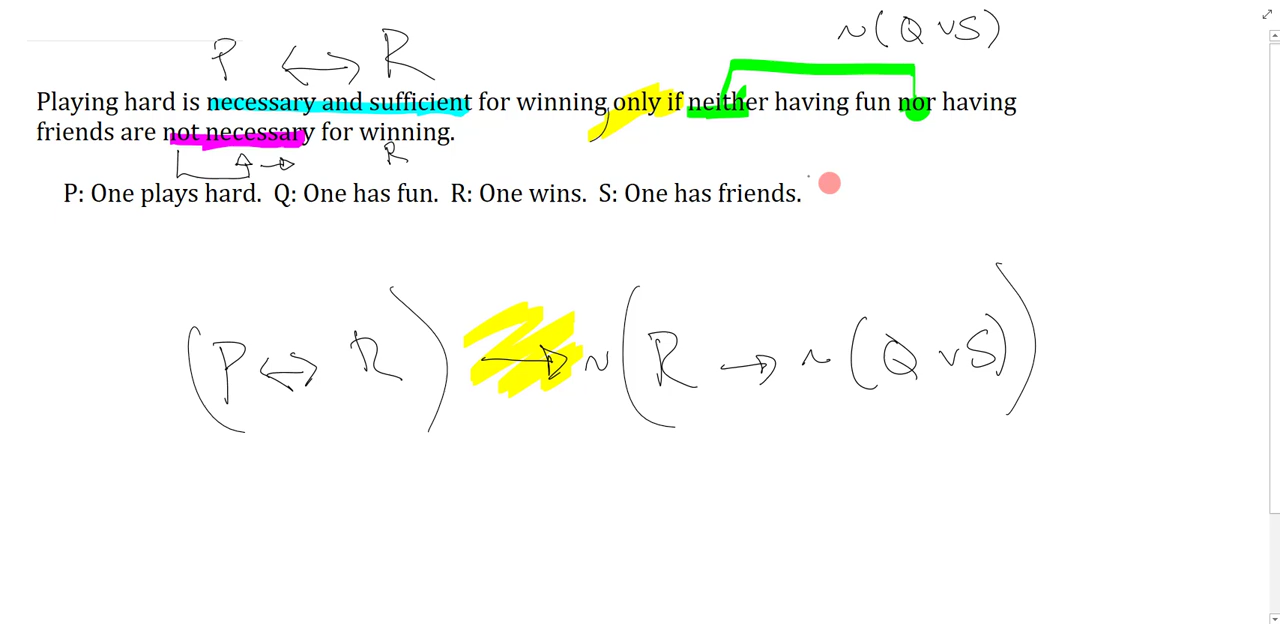 ~(Q v S)
P ↔ R
Playing hard is necessary and sufficient for winning only if neither having fun nor having
friends are not necessary for winning.
~ → R
P: One plays hard.  Q: One has fun.  R: One wins.  S: One has friends.
(P ↔ R) → ~(R → ~(Q v S))